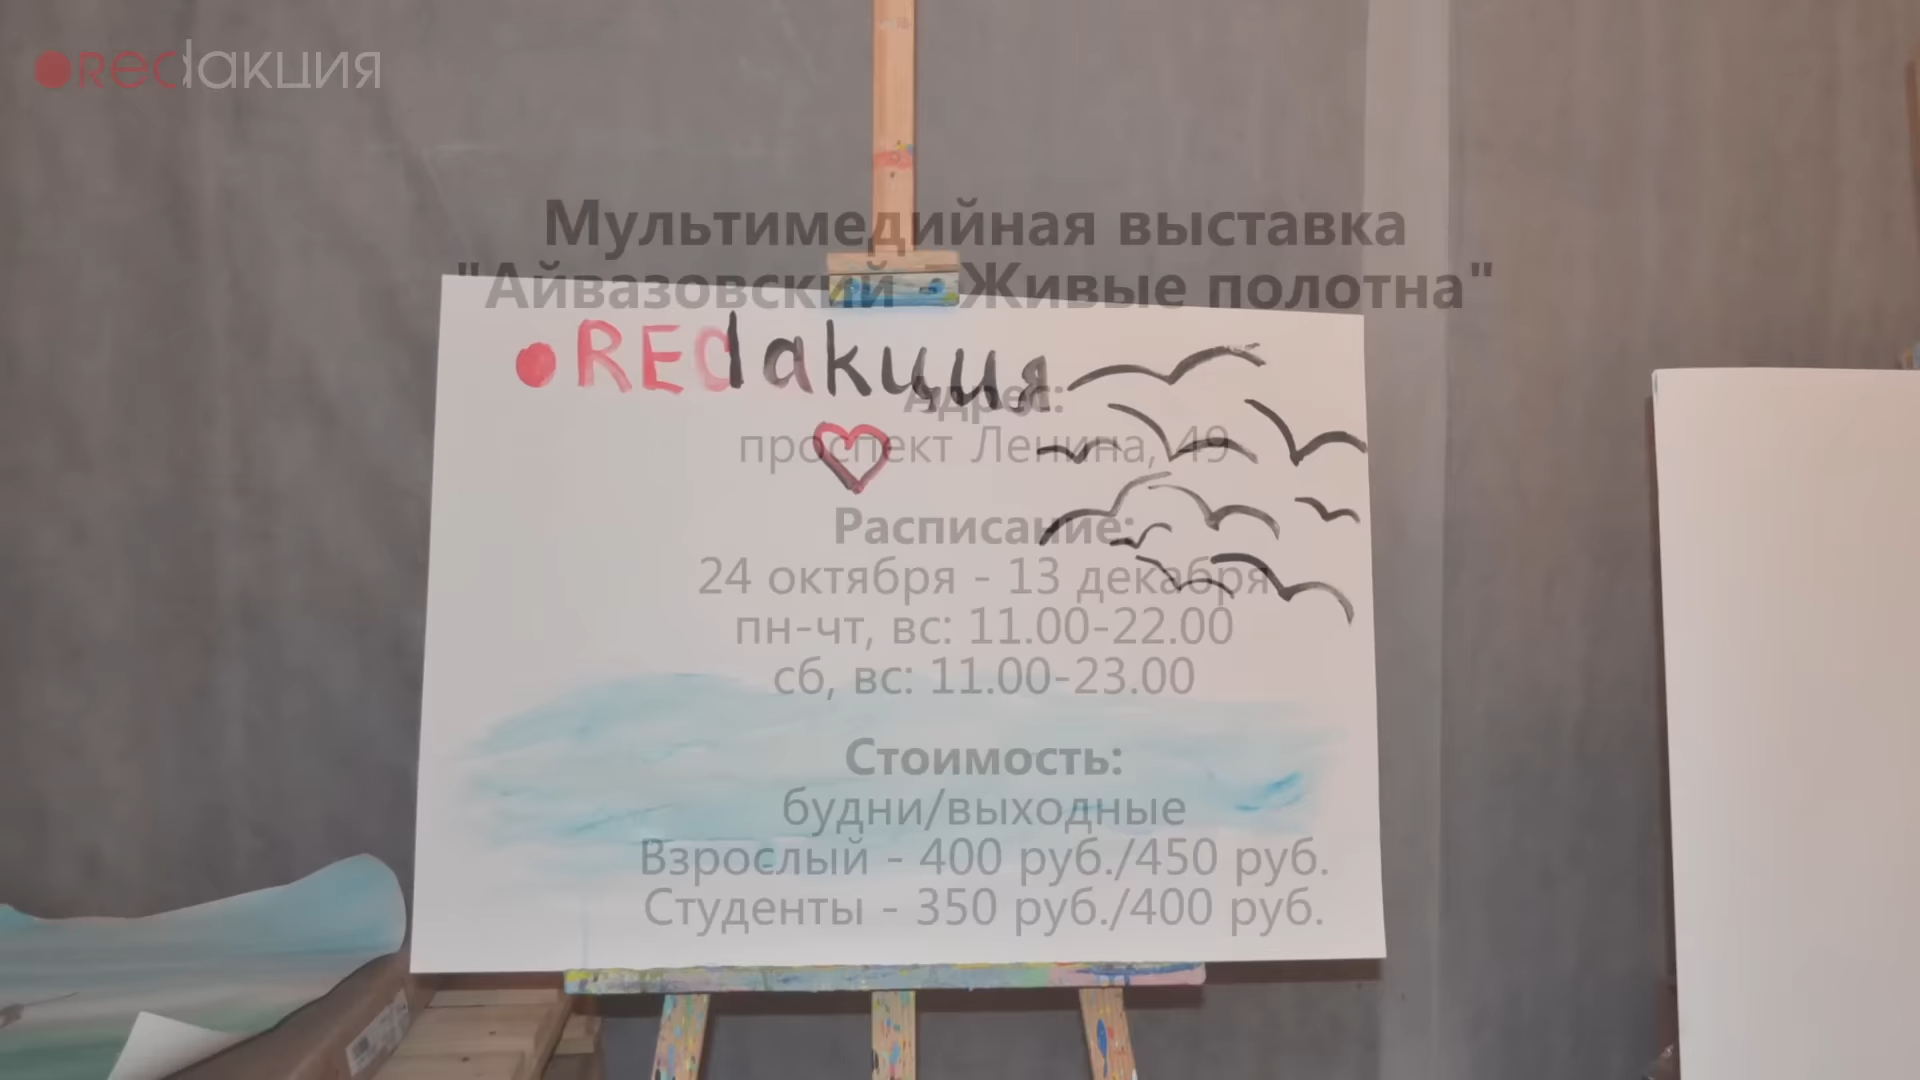 REDакция
Мультимедийная выставка
"Айвазовский. Живые полотна"
REDакция
Адрес:
проспект Ленина, 49
Расписание:
24 октября - 13 декабря
пн-чт, вс: 11.00-22.00
сб, вс: 11.00-23.00
Стоимость:
будни/выходные
Взрослый - 400 руб./450 руб.
Студенты - 350 руб./400 руб.